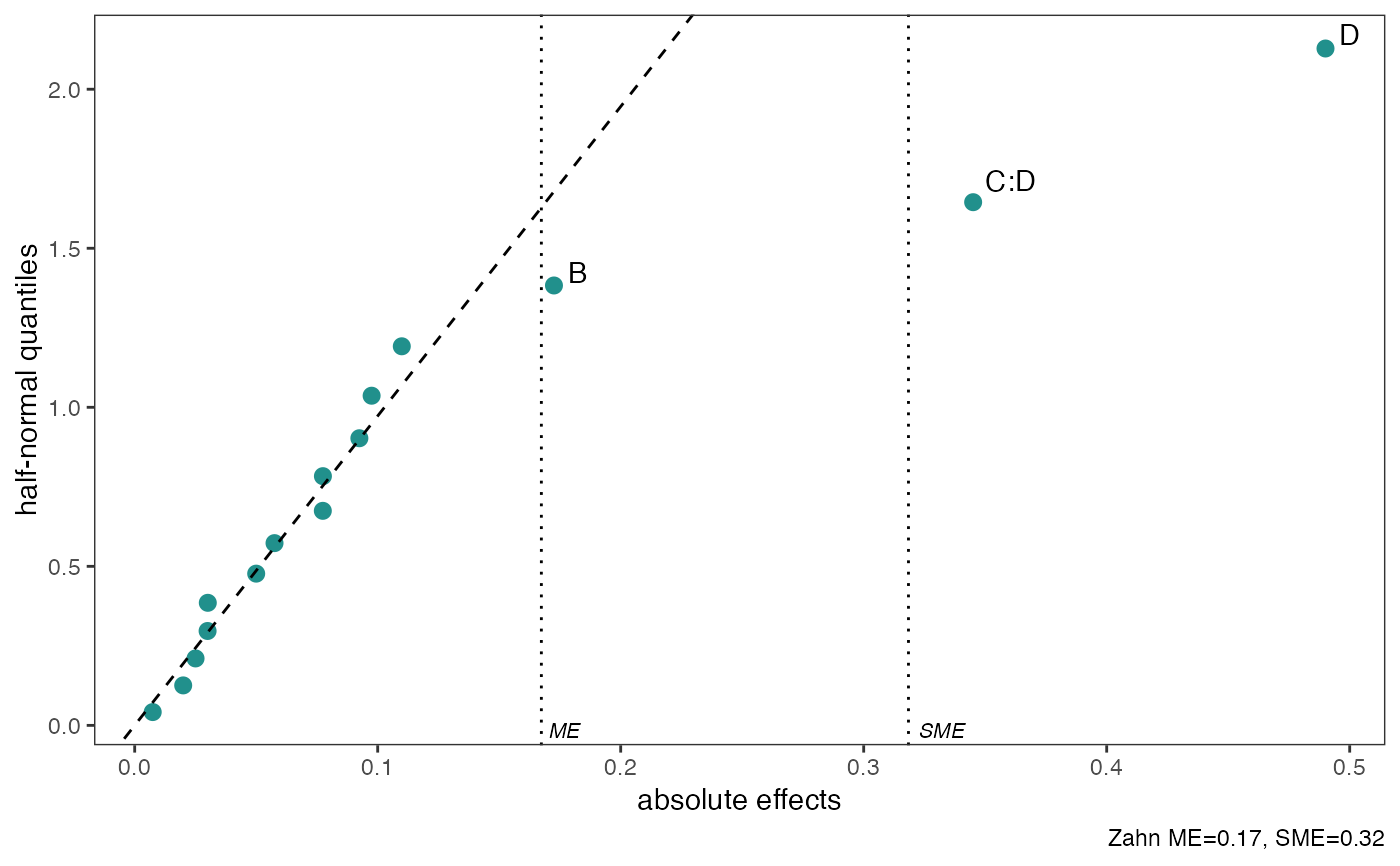 D
2.0
C:D
1.5
B
half-normal quantiles
1.0
0.5
0.0
ME
SME
0.0 0.1 0.2 0.3 0.4 0.5
absolute effects
Zahn ME=0.17, SME=0.32